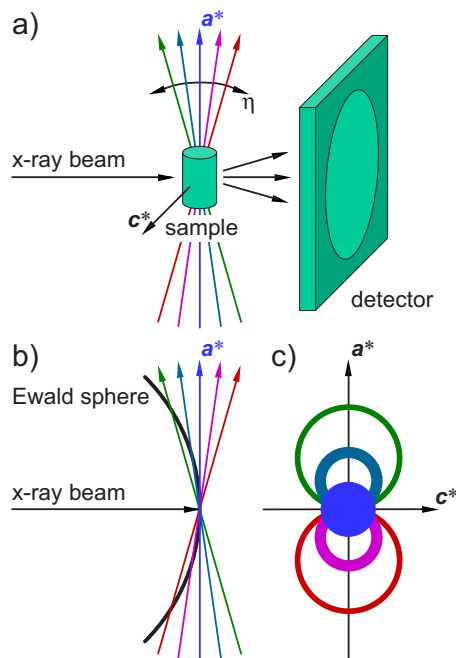 a)
a*
η
x-ray beam
c*
sample
detector
b)
a*
Ewald sphere
x-ray beam
c)
a*
c*